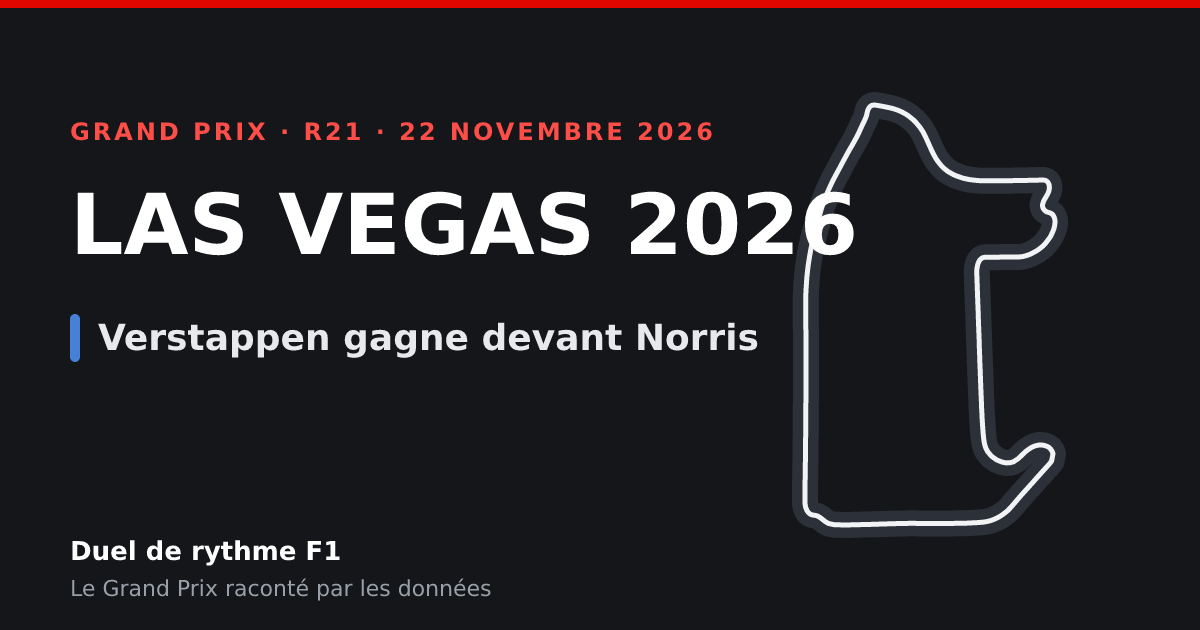 GRAND PRIX · R21 · 22 NOVEMBRE 2026
LAS VEGAS 2026
Verstappen gagne devant Norris
Duel de rythme F1
Le Grand Prix raconté par les données